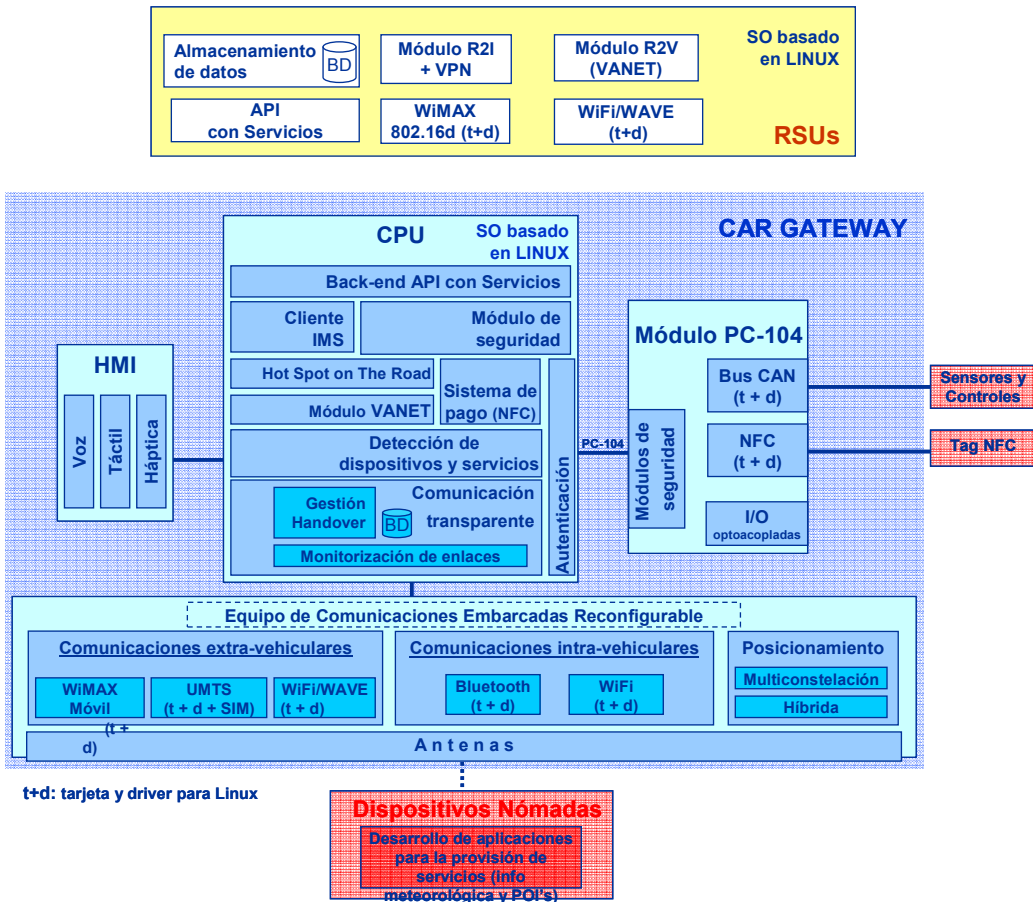 Almacenamiento
de datos
BD
Módulo R2I
+ VPN
Módulo R2V
(VANET)
SO basado
en LINUX
API
con Servicios
WiMAX
802.16d (t+d)
WiFi/WAVE
(t+d)
RSUs
CAR GATEWAY
CPU
SO basado
en LINUX
Back-end API con Servicios
Cliente
IMS
Módulo de
seguridad
Hot Spot on The Road
Módulo VANET
Sistema de
pago (NFC)
Detección de
dispositivos y servicios
Comunicación
transparente
Gestión
Handover
BD
Monitorización de enlaces
Autenticación
HMI
Voz
Táctil
Háptica
PC-104
Módulo PC-104
Módulos de
seguridad
Bus CAN
(t + d)
NFC
(t + d)
I/O
optoacopladas
Sensores y
Controles
Tag NFC
Equipo de Comunicaciones Embarcadas Reconfigurable
Comunicaciones extra-vehiculares
WiMAX
Móvil
(t +
d)
UMTS
(t + d + SIM)
WiFi/WAVE
(t + d)
Comunicaciones intra-vehiculares
Bluetooth
(t + d)
WiFi
(t + d)
Posicionamiento
Multiconstelación
Híbrida
Antenas
t+d: tarjeta y driver para Linux
Dispositivos Nómadas
Desarrollo de aplicaciones
para la provisión de
servicios (info
meteorológica y POI's)